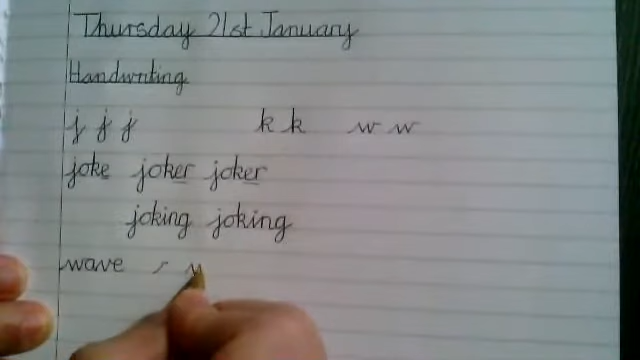 Thursday 21st January
Handwriting
j j j k k w w
joke joker joker
joking joking
wave